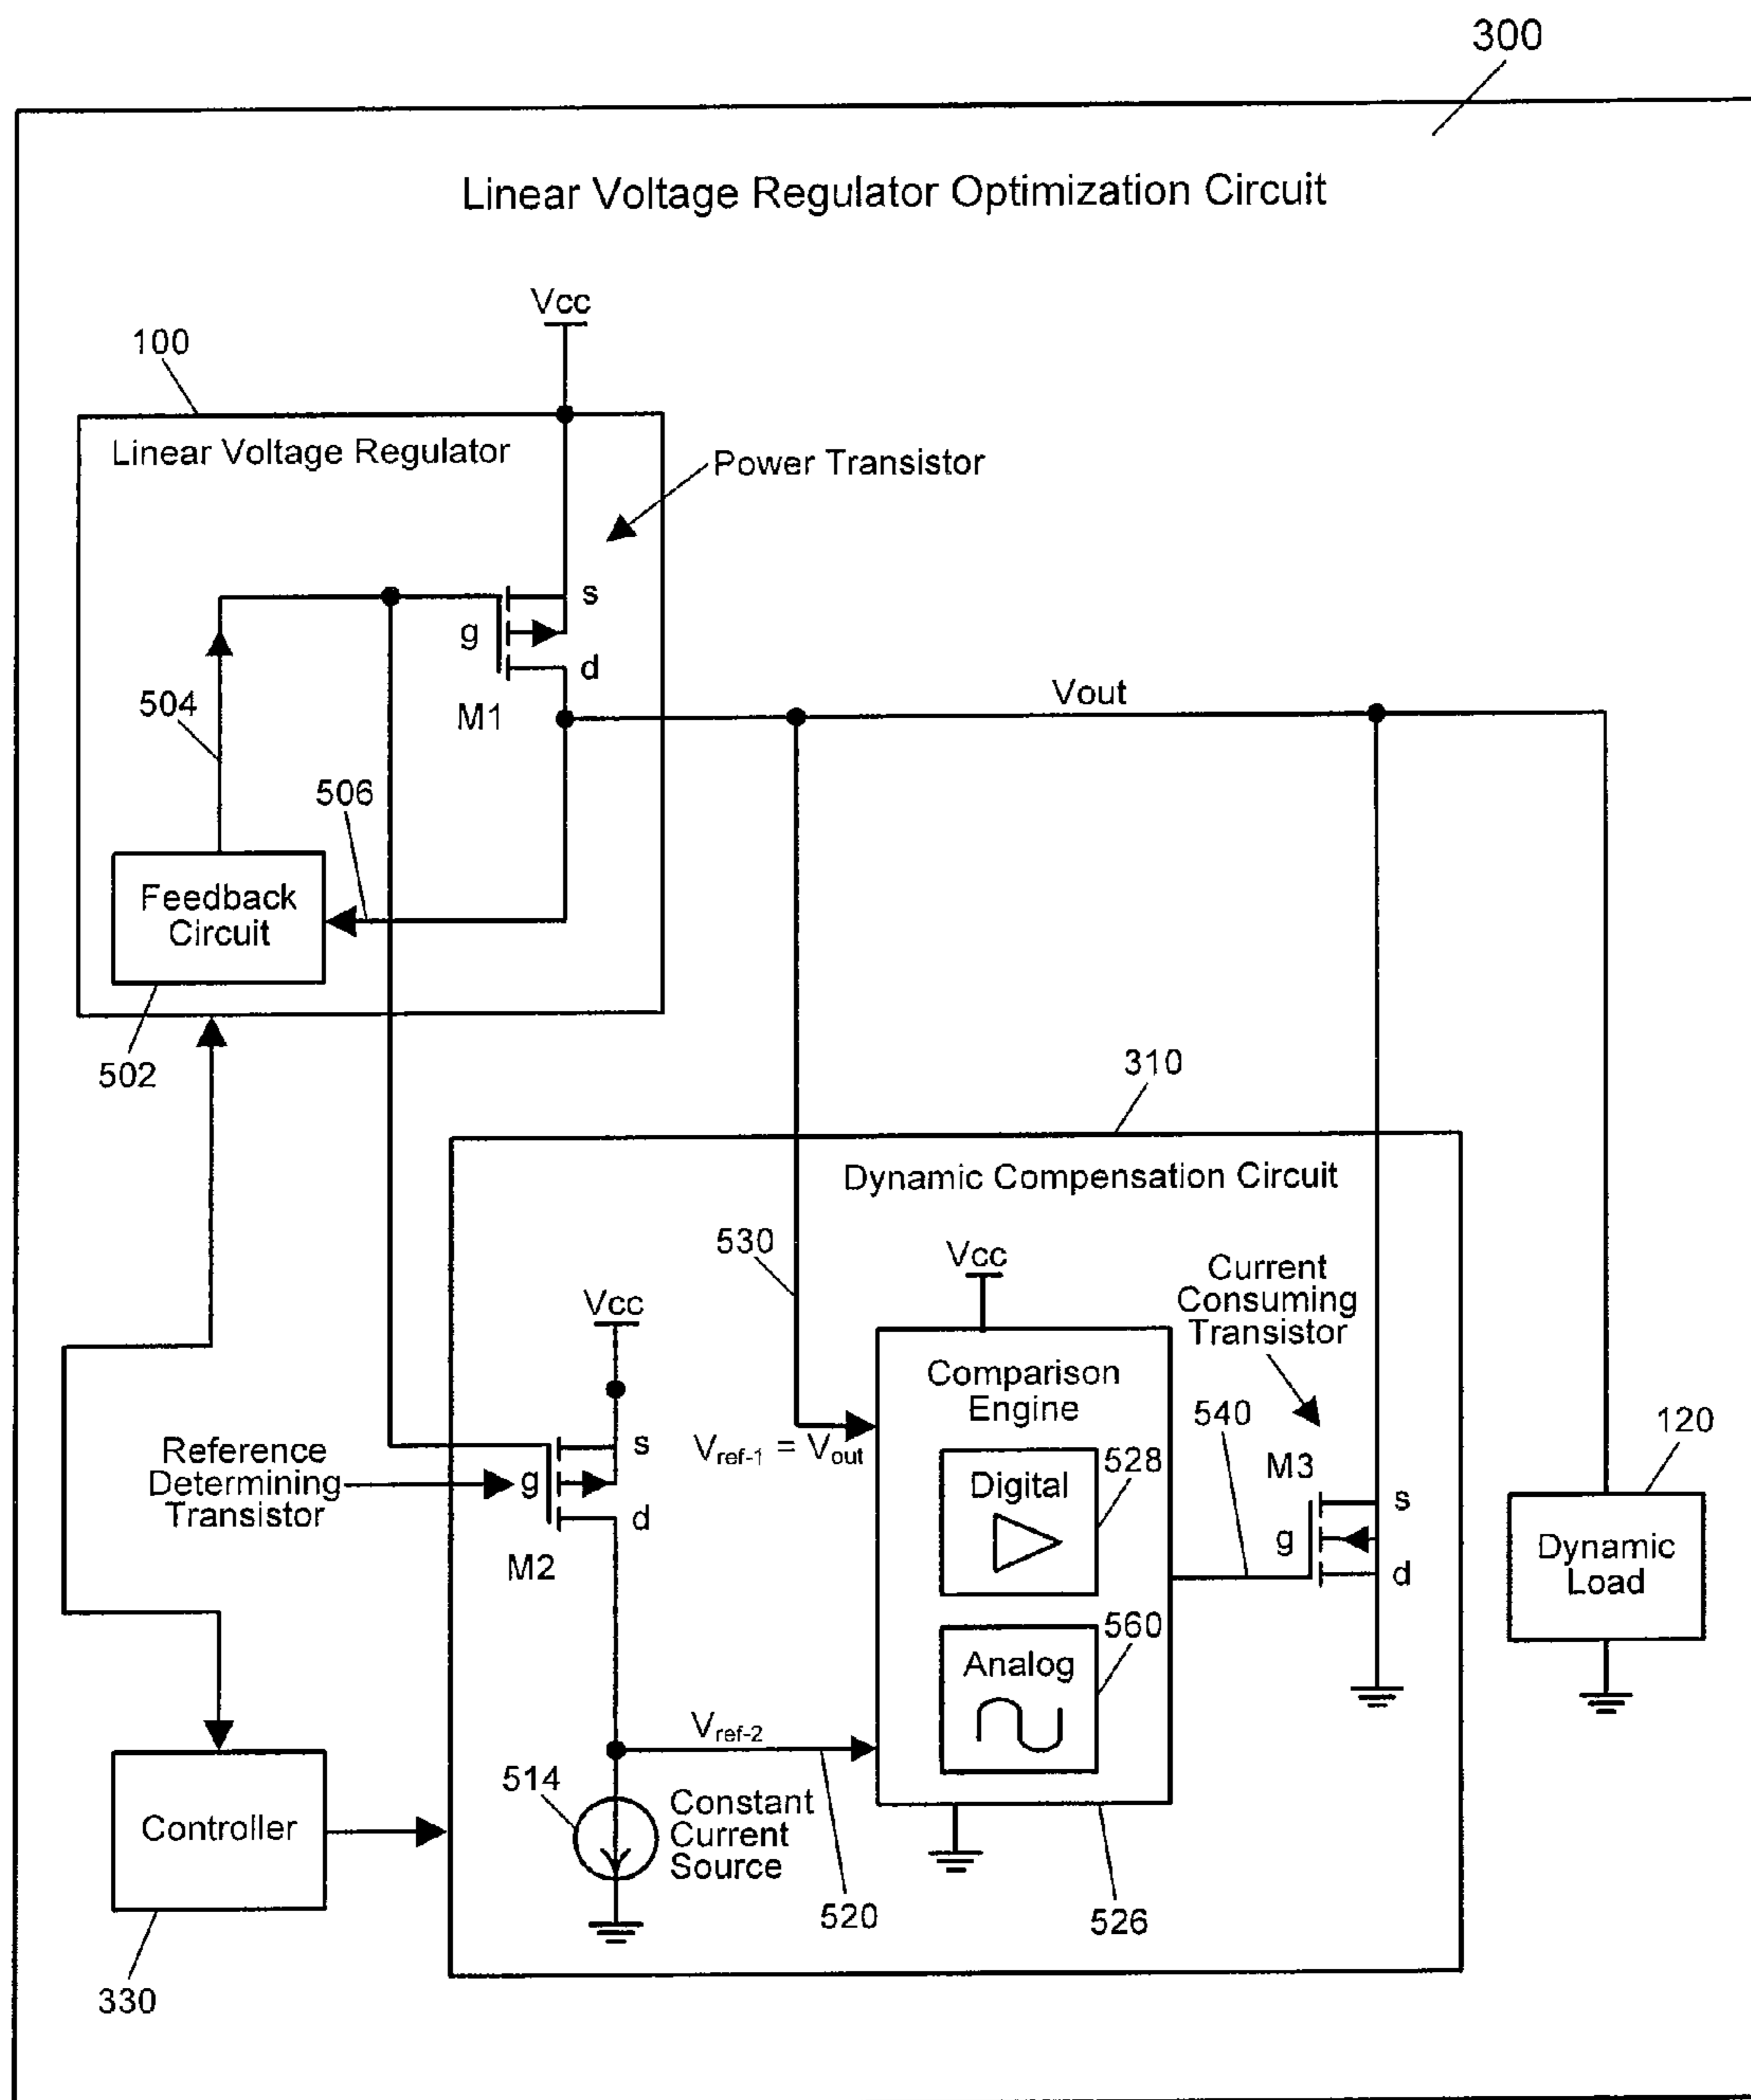 300
Linear Voltage Regulator Optimization Circuit
Vcc
100
Linear Voltage Regulator
Power Transistor
s
g
d
M1
504
Vout
506
Feedback
Circuit
502
310
Dynamic Compensation Circuit
530
Vcc
Current
Consuming
Transistor
Vcc
Comparison
Engine
540
120
Reference
Determining
Transistor
s
g
d
M2
Vref-1 = Vout
Digital
528
M3
s
g
d
Dynamic
Load
Analog
560
Vref-2
514
Constant
Current
Source
Controller
520
526
330